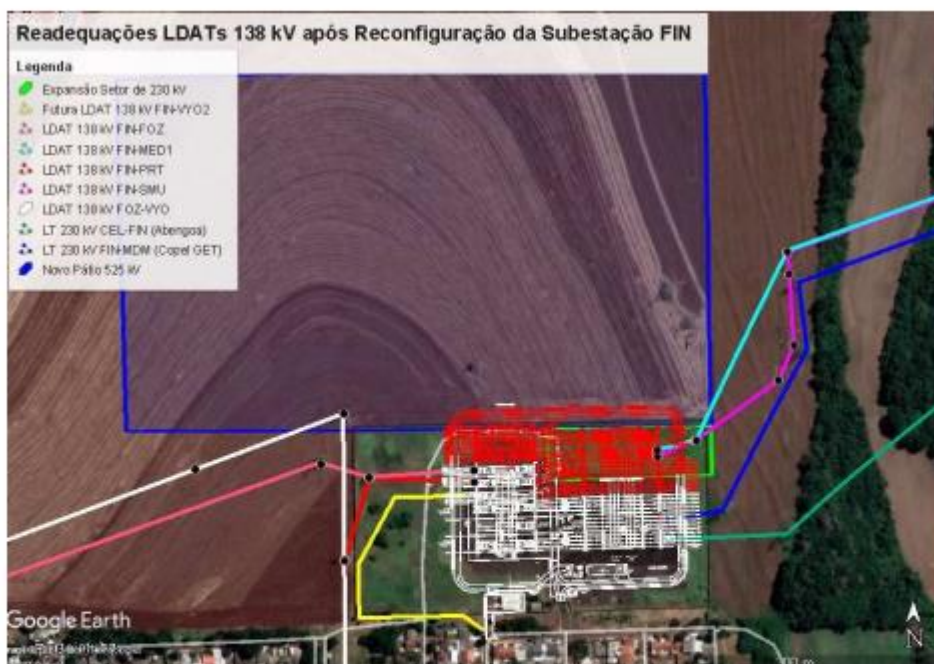 Readequações LDATs 138 kV após Reconfiguração da Subestação FIN
Legenda
Expansão Setor de 230 kV
Futura LDAT 138 kV FIN-VYO2
LDAT 138 kV FIN-FOZ
LDAT 138 kV FIN-MED1
LDAT 138 kV FIN-PRT
LDAT 138 kV FIN-SMU
LDAT 138 kV FOZ-VYO
LT 230 kV CEL-FIN (Abengoa)
LT 230 kV FIN-MDM (Copel GET)
Novo Pátio 525 kV
Google Earth
N